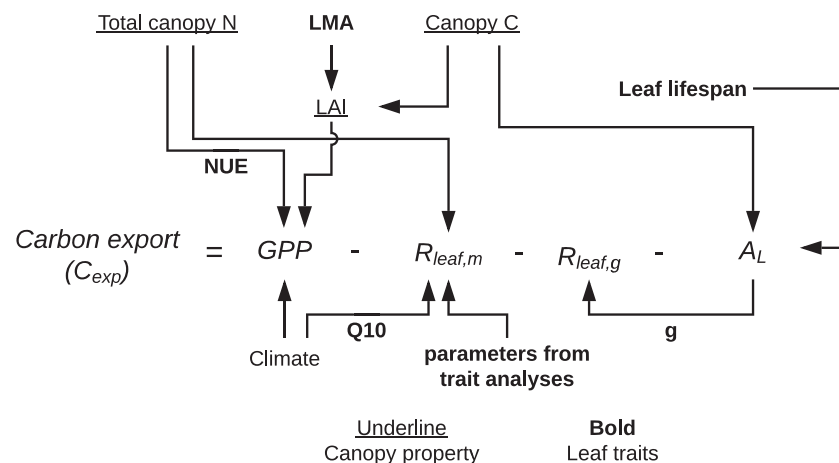 Total canopy N LMA Canopy C
Leaf lifespan
LAI
NUE
Carbon export
(Cexp) = GPP - Rleaf,m - Rleaf,g - AL
Q10 g
Climate parameters from
trait analyses
Underline Bold
Canopy property Leaf traits